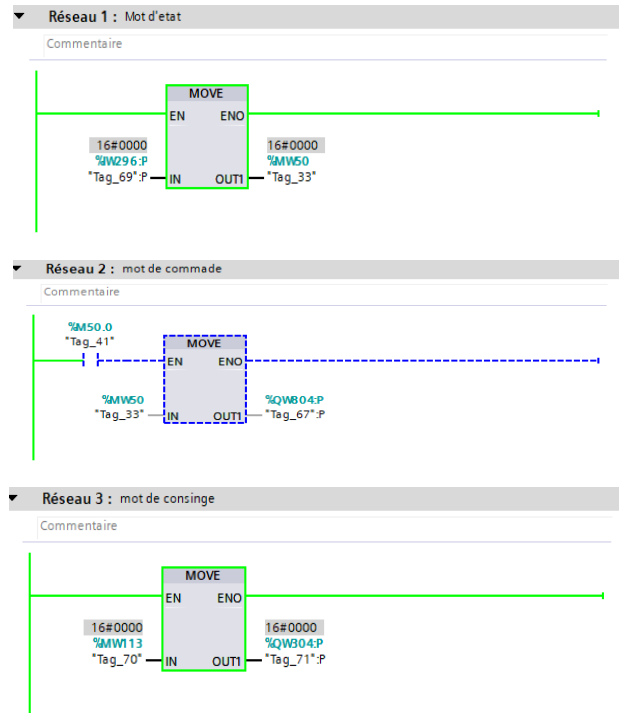 Réseau 1 : Mot d'etat
Commentaire
MOVE
EN ENO
16#0000 16#0000
%IW296:P %MW50
"Tag_69":P IN OUT1 "Tag_33"
Réseau 2 : mot de commade
Commentaire
%M50.0
"Tag_41" MOVE
EN ENO
%MW50 %QW804:P
"Tag_33" IN OUT1 "Tag_67":P
Réseau 3 : mot de consinge
Commentaire
MOVE
EN ENO
16#0000 16#0000
%MW113 %QW304:P
"Tag_70" IN OUT1 "Tag_71":P